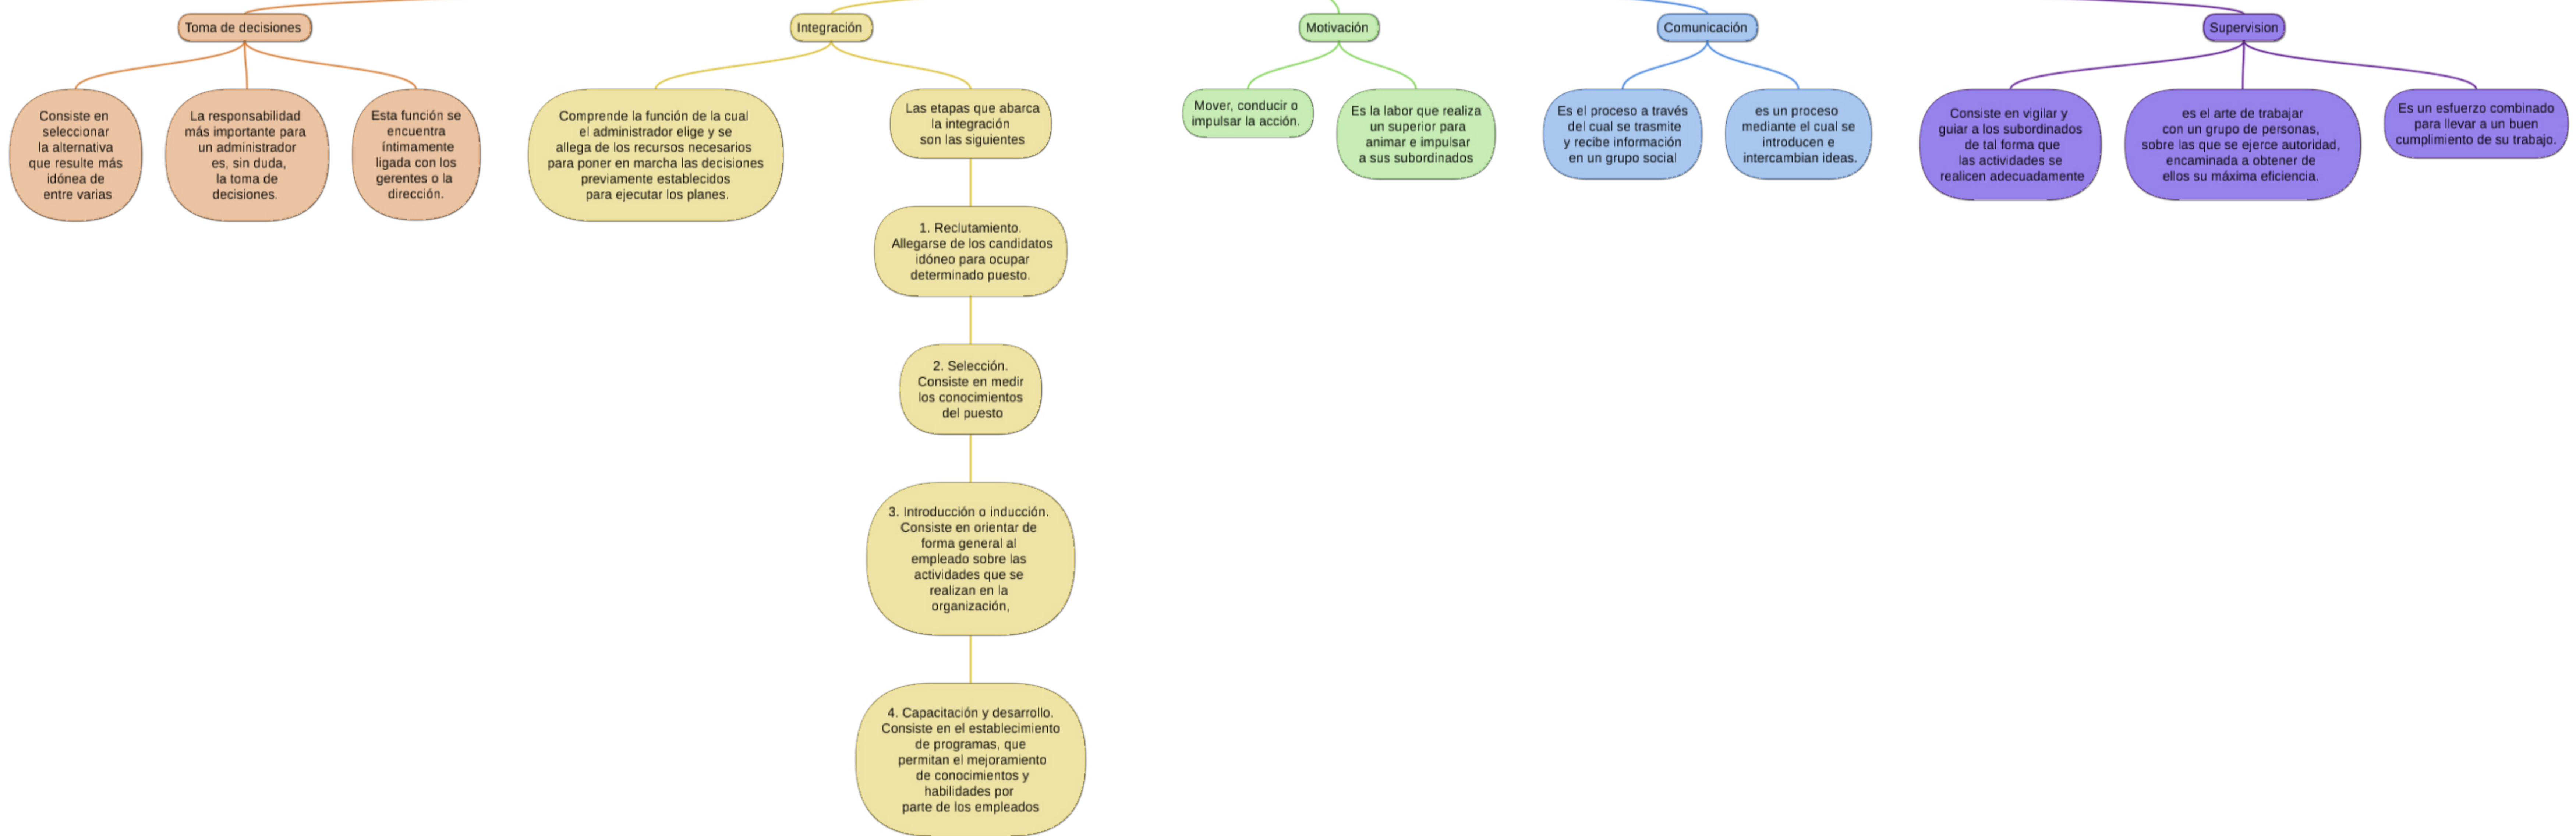 Toma de decisiones
Consiste en
seleccionar
la alternativa
que resulte más
idónea de
entre varias
La responsabilidad
más importante para
un administrador
es, sin duda,
la toma de
decisiones.
Esta función se
encuentra
íntimamente
ligada con los
gerentes o la
dirección.
Integración
Comprende la función de la cual
el administrador elige y se
allega de los recursos necesarios
para poner en marcha las decisiones
previamente establecidos
para ejecutar los planes.
Las etapas que abarca
la integración
son las siguientes
1. Reclutamiento.
Allegarse de los candidatos
idóneo para ocupar
determinado puesto.
2. Selección.
Consiste en medir
los conocimientos
del puesto
3. Introducción o inducción.
Consiste en orientar de
forma general al
empleado sobre las
actividades que se
realizan en la
organización,
4. Capacitación y desarrollo.
Consiste en el establecimiento
de programas, que
permitan el mejoramiento
de conocimientos y
habilidades por
parte de los empleados
Motivación
Mover, conducir o
impulsar la acción.
Es la labor que realiza
un superior para
animar e impulsar
a sus subordinados
Comunicación
Es el proceso a través
del cual se trasmite
y recibe información
en un grupo social
es un proceso
mediante el cual se
introducen e
intercambian ideas.
Supervision
Consiste en vigilar y
guiar a los subordinados
de tal forma que
las actividades se
realicen adecuadamente
es el arte de trabajar
con un grupo de personas,
sobre las que se ejerce autoridad,
encaminada a obtener de
ellos su máxima eficiencia.
Es un esfuerzo combinado
para llevar a un buen
cumplimiento de su trabajo.